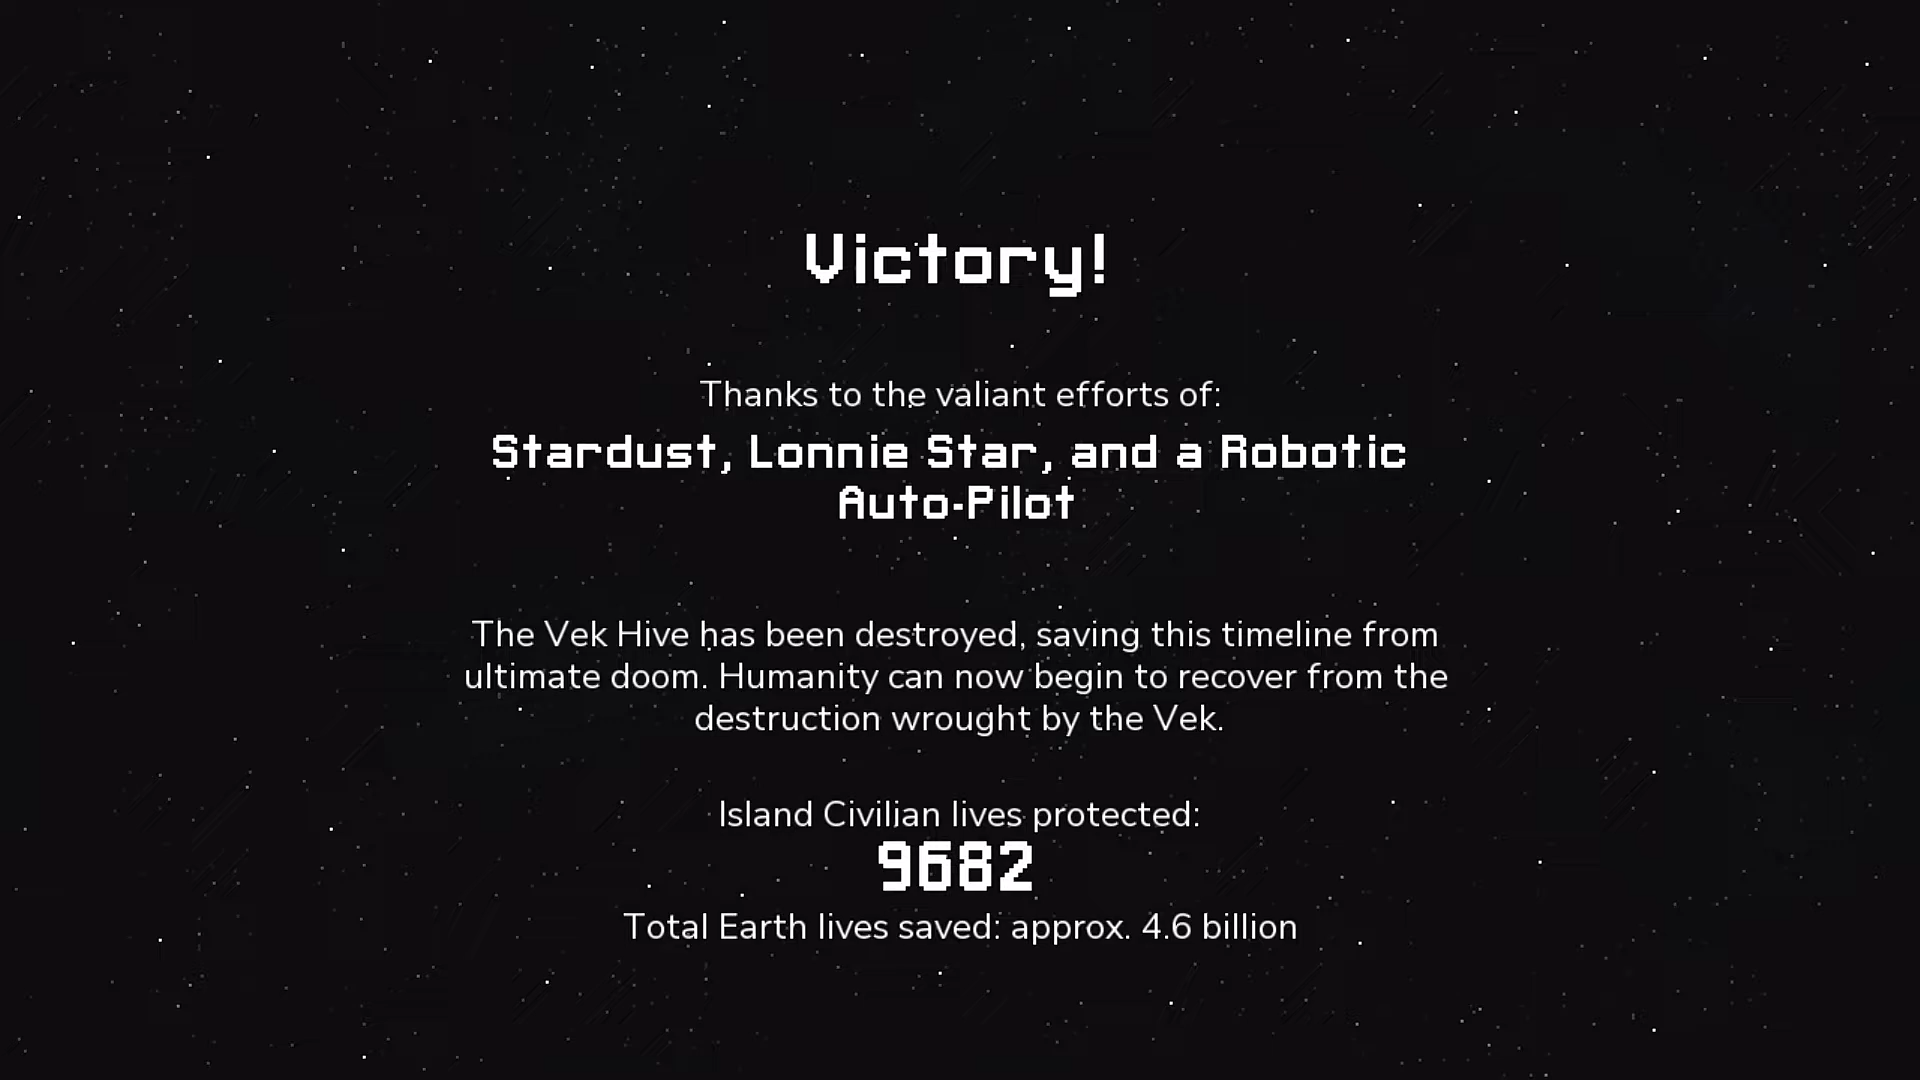 Victory!
Thanks to the valiant efforts of:
Stardust, Lonnie Star, and a Robotic
Auto-Pilot
The Vek Hive has been destroyed, saving this timeline from
ultimate doom. Humanity can now begin to recover from the
destruction wrought by the Vek.
Island Civilian lives protected:
9682
Total Earth lives saved: approx. 4.6 billion